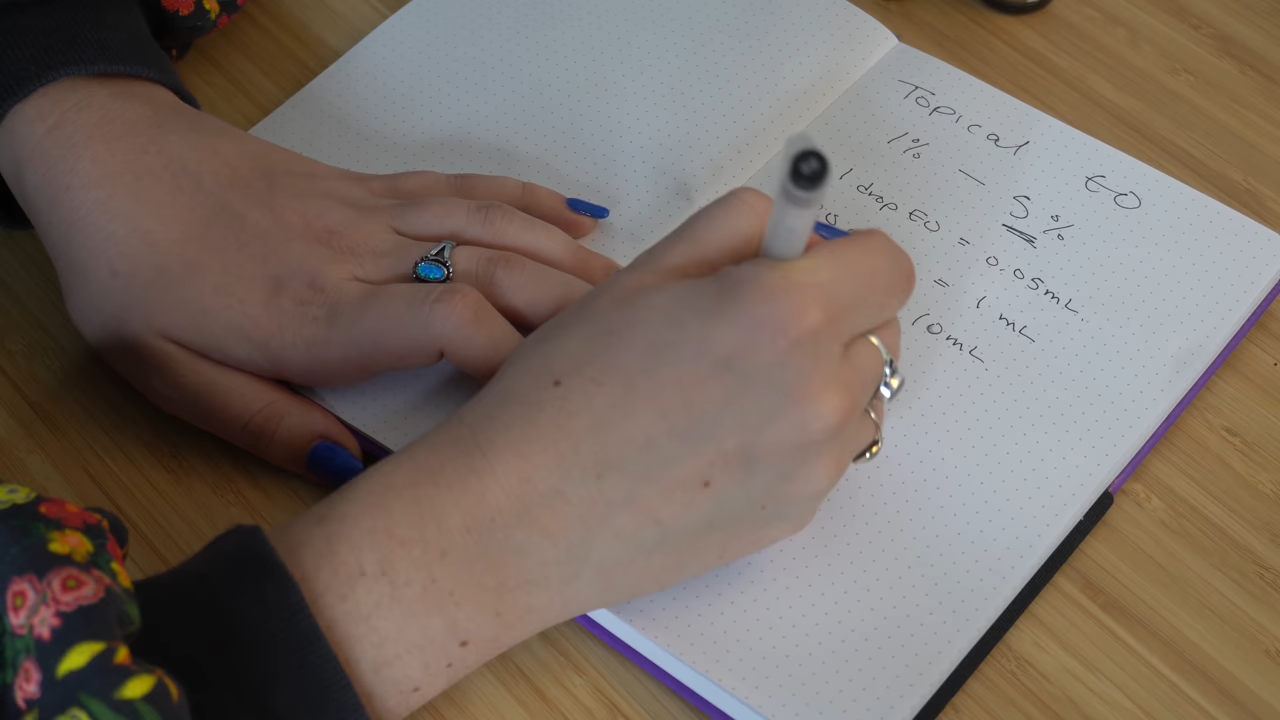 Topical EO
1% – 5%
1 drop EO = 0.05mL.
= 1 mL
10mL